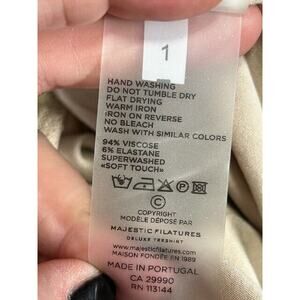 1
HAND WASHING
DO NOT TUMBLE DRY
FLAT DRYING
WARM IRON
IRON ON REVERSE
NO BLEACH
WASH WITH SIMILAR COLORS
94% VISCOSE
6% ELASTANE
SUPERWASHED
«SOFT TOUCH»
©
COPYRIGHT
MODÈLE DÉPOSÉ PAR
MAJESTIC FILATURES
DELUXE TEESHIRT
www.majesticfilatures.com
MAISON FONDÉE EN 1989
MADE IN PORTUGAL
CA 29990
RN 113144